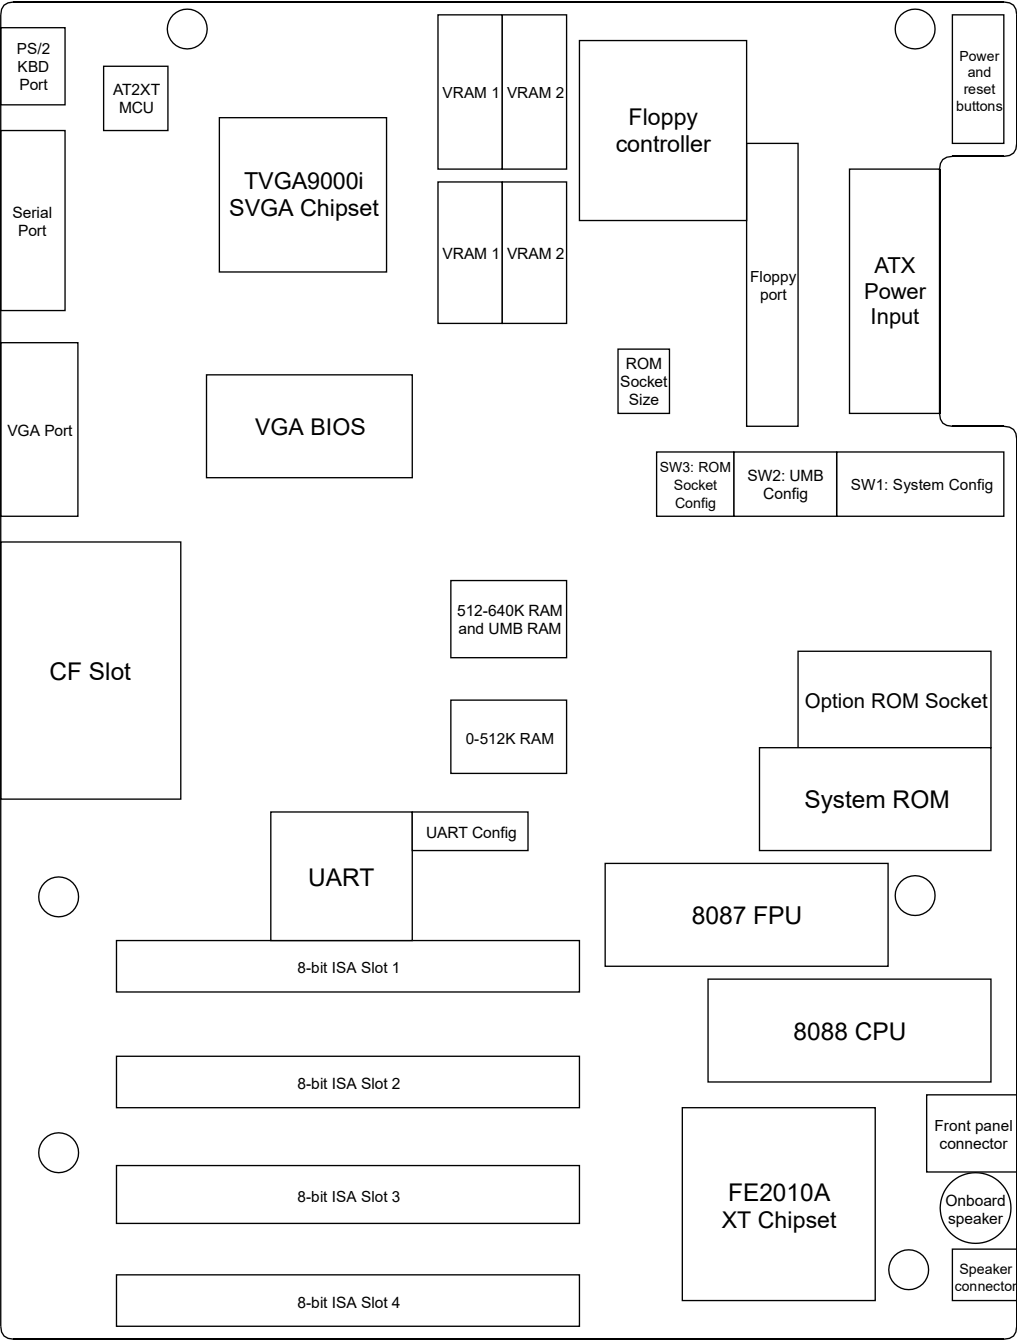 PS/2
KBD
Port
AT2XT
MCU
Serial
Port
TVGA9000i
SVGA Chipset
VRAM 1
VRAM 2
VRAM 1
VRAM 2
Floppy
controller
Floppy
port
Power
and
reset
buttons
ATX
Power
Input
ROM
Socket
Size
VGA Port
VGA BIOS
SW3: ROM
Socket
Config
SW2: UMB
Config
SW1: System Config
CF Slot
512-640K RAM
and UMB RAM
0-512K RAM
Option ROM Socket
System ROM
UART
UART Config
8087 FPU
8-bit ISA Slot 1
8088 CPU
8-bit ISA Slot 2
Front panel
connector
8-bit ISA Slot 3
FE2010A
XT Chipset
Onboard
speaker
Speaker
connector
8-bit ISA Slot 4